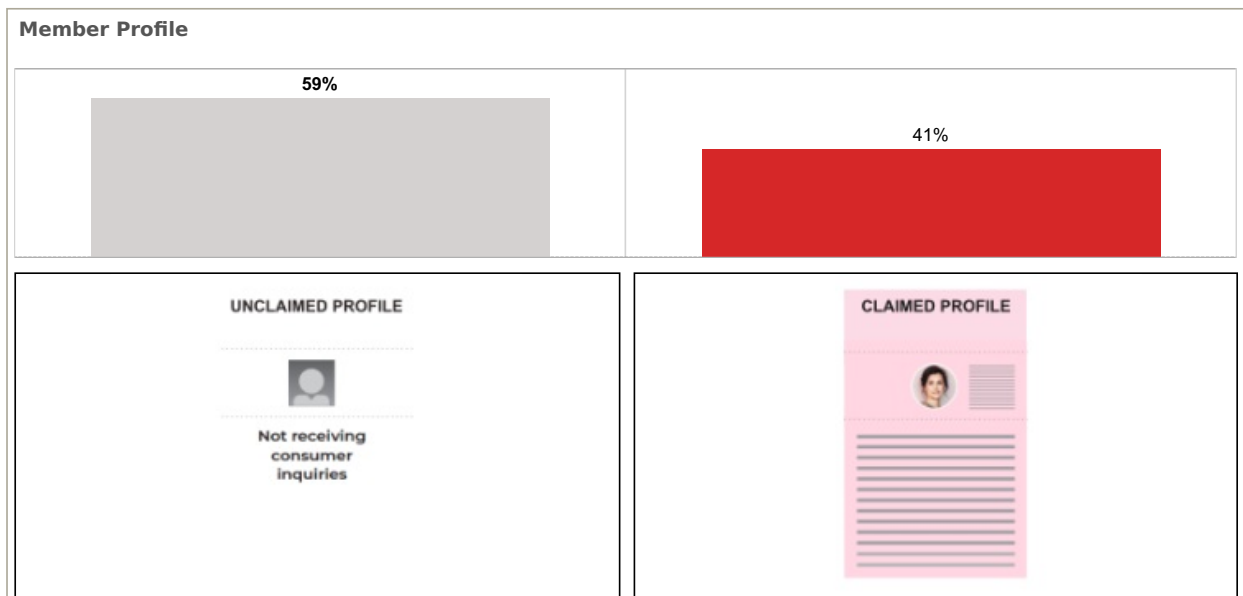 Member Profile
59%
41%
UNCLAIMED PROFILE
Not receiving
consumer
inquiries
CLAIMED PROFILE